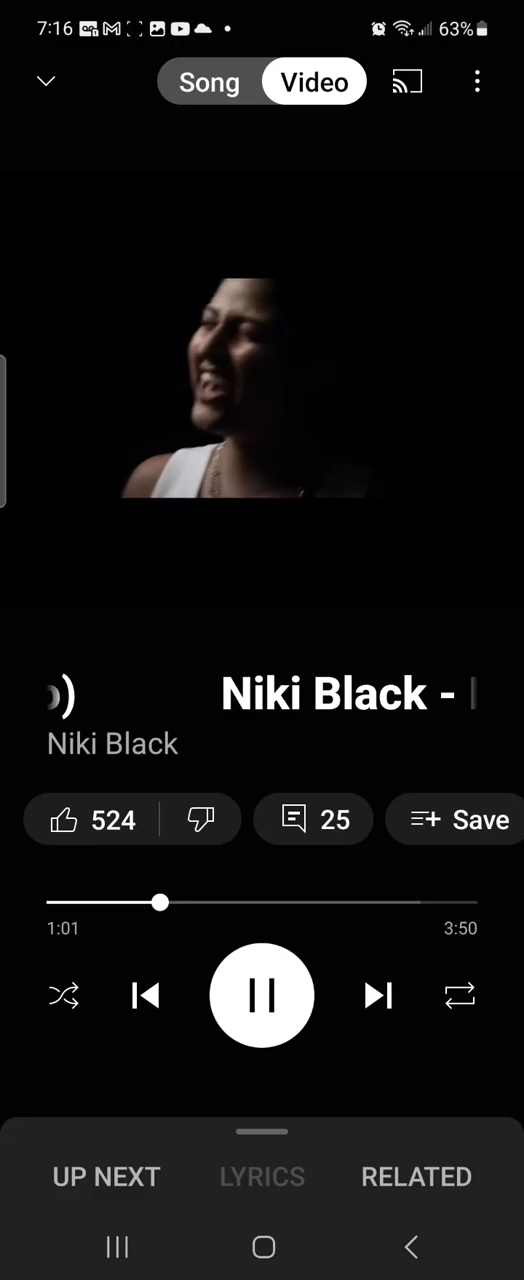 7:16 63%
Song Video
) Niki Black -
Niki Black
524 25 Save
1:01 3:50
UP NEXT LYRICS RELATED